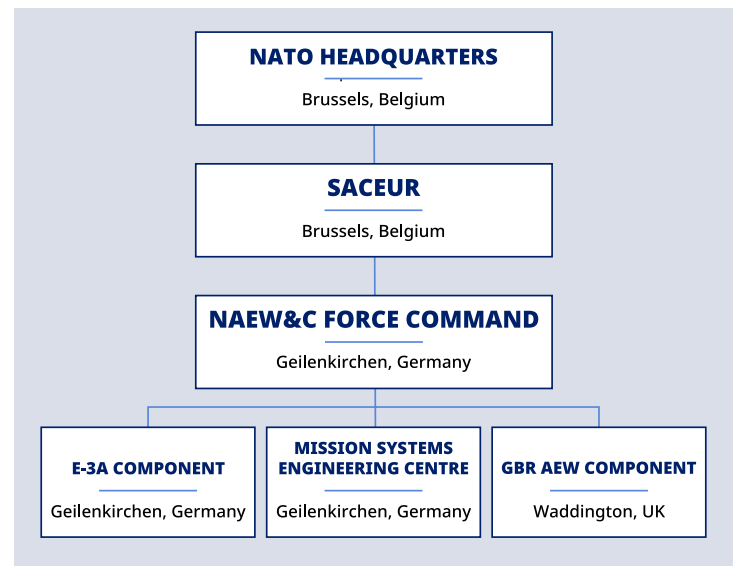 NATO HEADQUARTERS
Brussels, Belgium
SACEUR
Brussels, Belgium
NAEW&C FORCE COMMAND
Geilenkirchen, Germany
E-3A COMPONENT
Geilenkirchen, Germany
MISSION SYSTEMS
ENGINEERING CENTRE
Geilenkirchen, Germany
GBR AEW COMPONENT
Waddington, UK